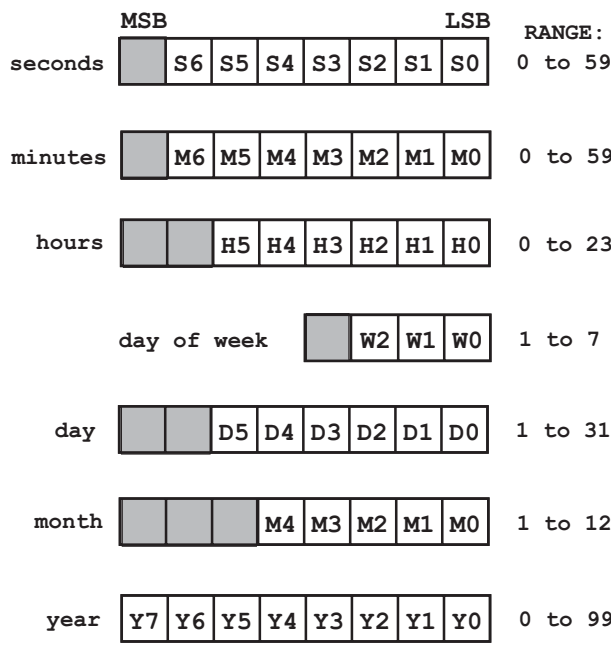 MSB LSB RANGE:
seconds S6 S5 S4 S3 S2 S1 S0 0 to 59
minutes M6 M5 M4 M3 M2 M1 M0 0 to 59
hours H5 H4 H3 H2 H1 H0 0 to 23
day of week W2 W1 W0 1 to 7
day D5 D4 D3 D2 D1 D0 1 to 31
month M4 M3 M2 M1 M0 1 to 12
year Y7 Y6 Y5 Y4 Y3 Y2 Y1 Y0 0 to 99